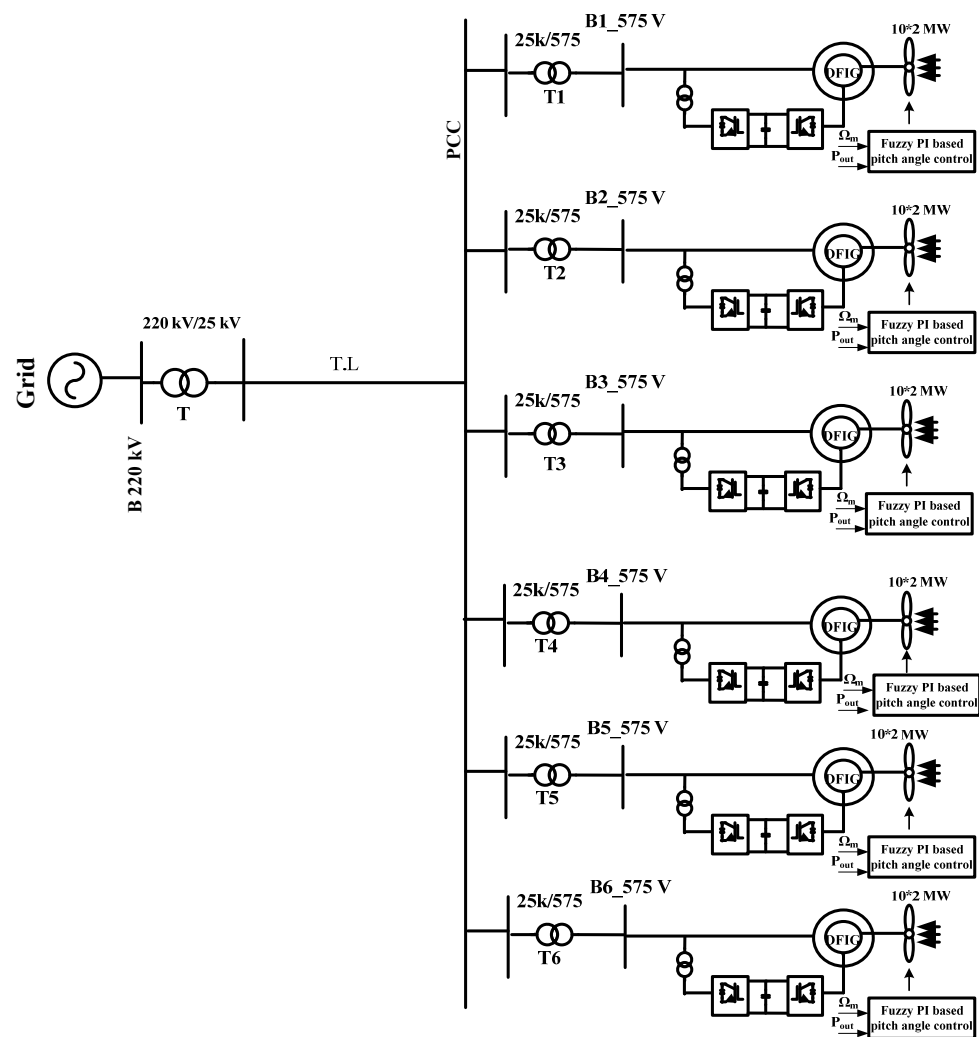 B1_575 V
25k/575
T1
DFIG
10*2 MW
Ωm
Pout
Fuzzy PI based
pitch angle control
PCC
B2_575 V
25k/575
T2
DFIG
10*2 MW
Ωm
Pout
Fuzzy PI based
pitch angle control
Grid
220 kV/25 kV
T
B 220 kV
T.L
B3_575 V
25k/575
T3
DFIG
10*2 MW
Ωm
Pout
Fuzzy PI based
pitch angle control
B4_575 V
25k/575
T4
DFIG
10*2 MW
Ωm
Pout
Fuzzy PI based
pitch angle control
B5_575 V
25k/575
T5
DFIG
10*2 MW
Ωm
Pout
Fuzzy PI based
pitch angle control
B6_575 V
25k/575
T6
DFIG
10*2 MW
Ωm
Pout
Fuzzy PI based
pitch angle control